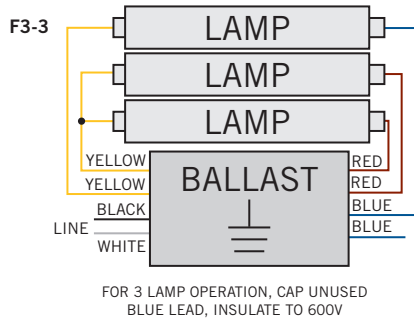 F3-3
LAMP
LAMP
LAMP
YELLOW
YELLOW
BLACK
LINE
WHITE
BALLAST
RED
RED
BLUE
BLUE
FOR 3 LAMP OPERATION, CAP UNUSED
BLUE LEAD, INSULATE TO 600V